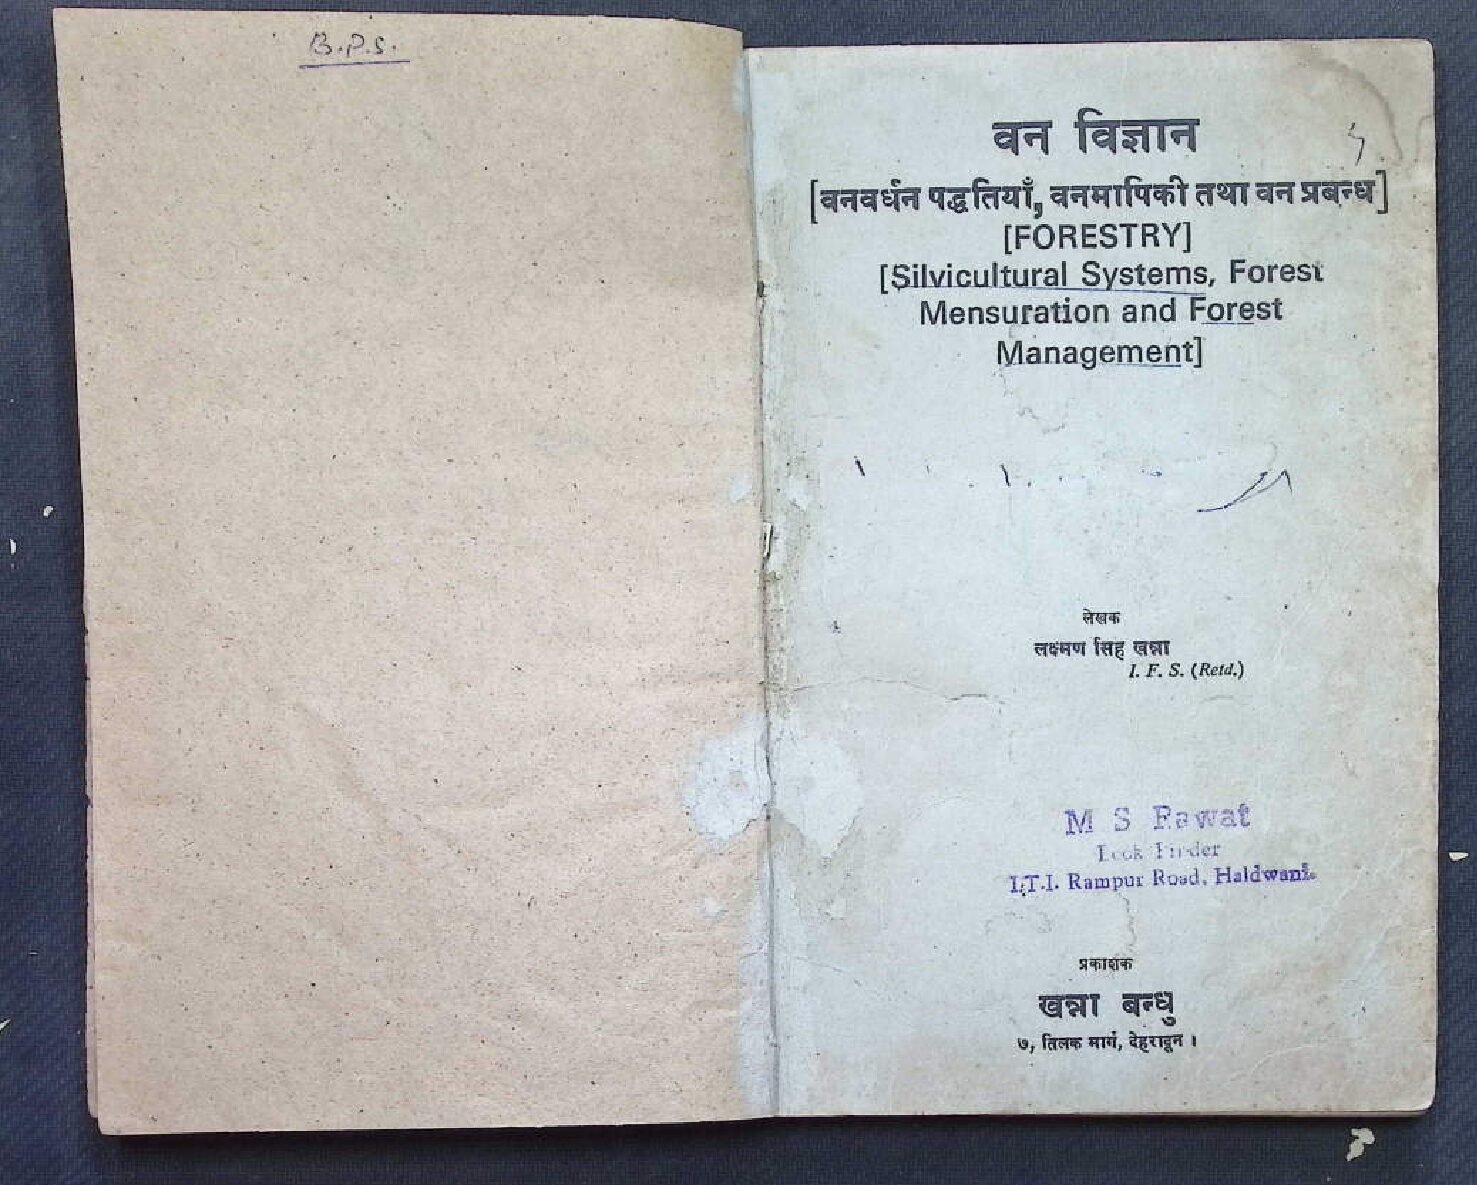 B.P.S.
वन विज्ञान
[वनवर्धन पद्धतियाँ, वनमापिकी तथा वन प्रबन्ध]
[FORESTRY]
[Silvicultural Systems, Forest
Mensuration and Forest
Management]
लेखक
लक्ष्मण सिंह खन्ना
I. F. S. (Retd.)
M S Rawat
I.T.I. Rampur Road, Haldwani.
प्रकाशक
खन्ना बन्धु
७, तिलक मार्ग, देहरादून ।